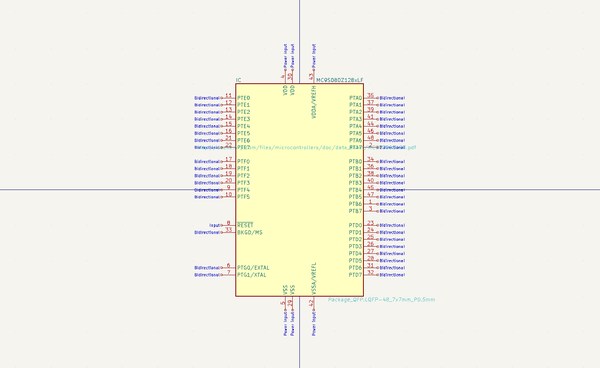 Power Input
Power Input
Power Input
4
30
43
IC
MC9S08DZ128xLF
VDD
VDD
VDDA/VREFH
Bidirectional 11 PTE0
Bidirectional 12 PTE1
Bidirectional 13 PTE2
Bidirectional 14 PTE3
Bidirectional 15 PTE4
Bidirectional 16 PTE5
Bidirectional 21 PTE6
Bidirectional 22
PTA0 35 Bidirectional
PTA1 37 Bidirectional
PTA2 39 Bidirectional
PTA3 41 Bidirectional
PTA4 44 Bidirectional
PTA5 46 Bidirectional
PTA6 48 Bidirectional
/files/microcontrollers/doc/data_
Bidirectional 17 PTF0
Bidirectional 18 PTF1
Bidirectional 19 PTF2
Bidirectional 20 PTF3
Bidirectional 9 PTF4
Bidirectional 10 PTF5
PTB0 34 Bidirectional
PTB1 36 Bidirectional
PTB2 38 Bidirectional
PTB3 40 Bidirectional
PTB4 45 Bidirectional
PTB5 47 Bidirectional
PTB6 1 Bidirectional
PTB7 3 Bidirectional
Input 8 RESET
Bidirectional 33 BKGD/MS
PTD0 23 Bidirectional
PTD1 24 Bidirectional
PTD2 25 Bidirectional
PTD3 26 Bidirectional
PTD4 27 Bidirectional
PTD5 28 Bidirectional
PTD6 31 Bidirectional
PTD7 32 Bidirectional
Bidirectional 6 PTG0/EXTAL
Bidirectional 7 PTG1/XTAL
VSS
VSS
VSSA/VREFL
Package_QFP:LQFP-48_7x7mm_P0.5mm
5
29
42
Power Input
Power Input
Power Input